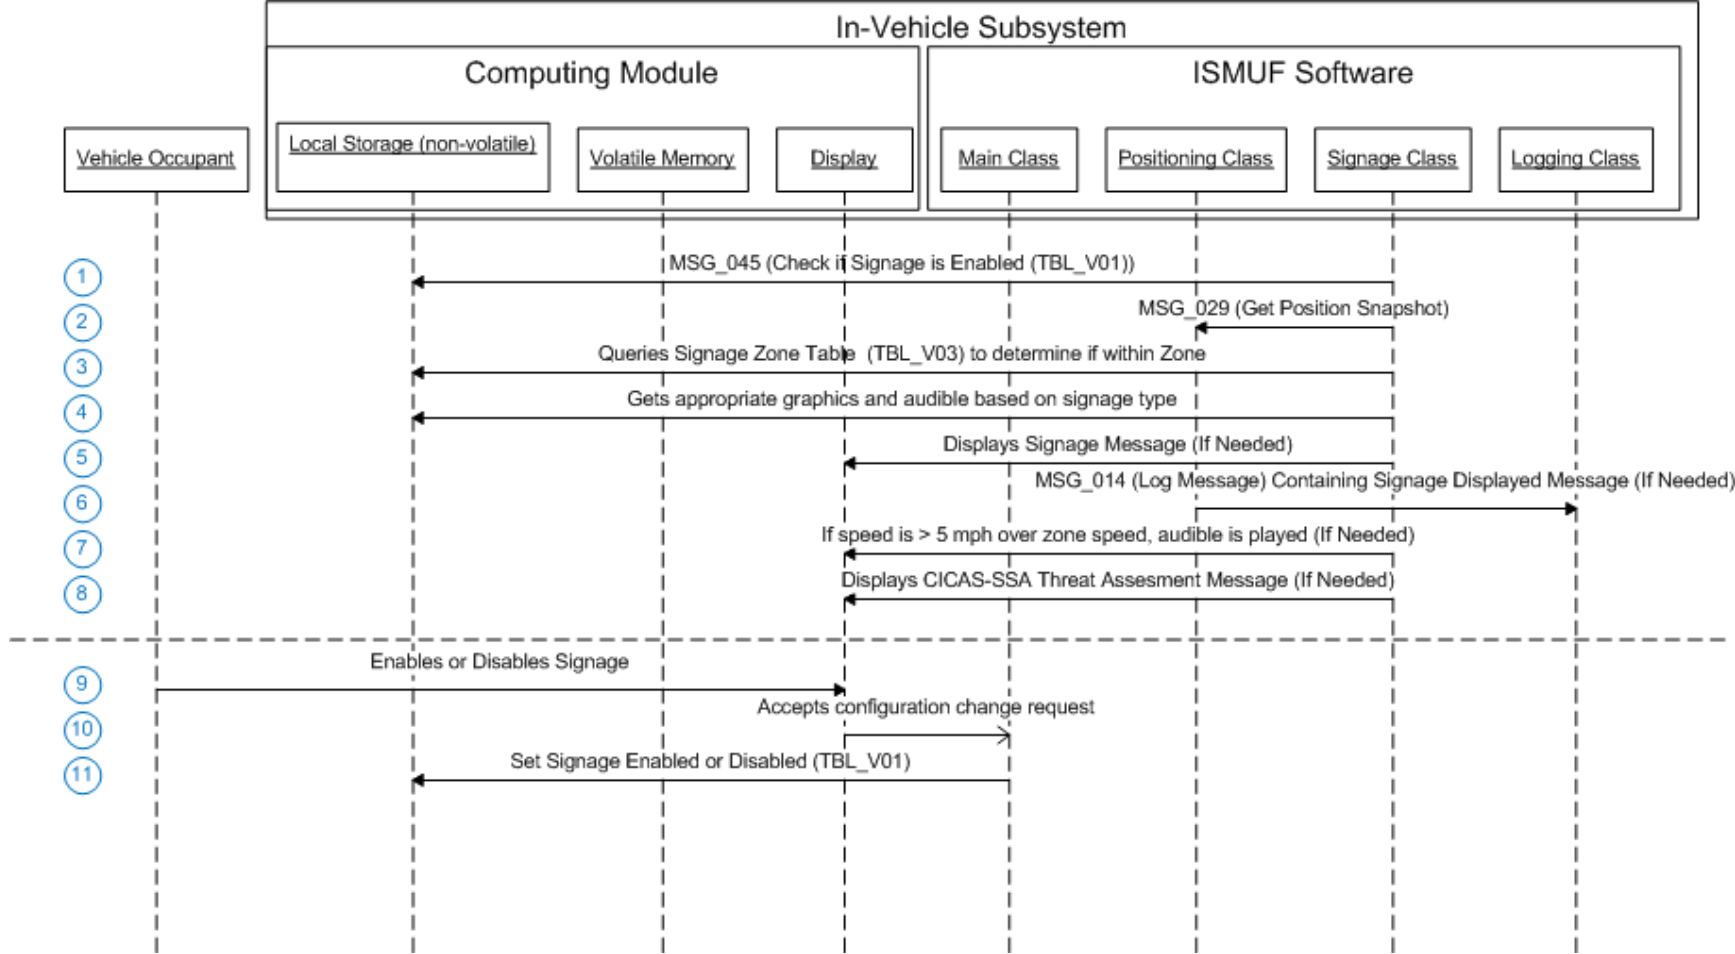 In-Vehicle Subsystem
Computing Module
ISMUF Software
Vehicle Occupant
Local Storage (non-volatile)
Volatile Memory
Display
Main Class
Positioning Class
Signage Class
Logging Class
1
MSG_045 (Check if Signage is Enabled (TBL_V01))
2
MSG_029 (Get Position Snapshot)
3
Queries Signage Zone Table (TBL_V03) to determine if within Zone
4
Gets appropriate graphics and audible based on signage type
5
Displays Signage Message (If Needed)
6
MSG_014 (Log Message) Containing Signage Displayed Message (If Needed)
7
If speed is > 5 mph over zone speed, audible is played (If Needed)
8
Displays CICAS-SSA Threat Assesment Message (If Needed)
9
Enables or Disables Signage
10
Accepts configuration change request
11
Set Signage Enabled or Disabled (TBL_V01)